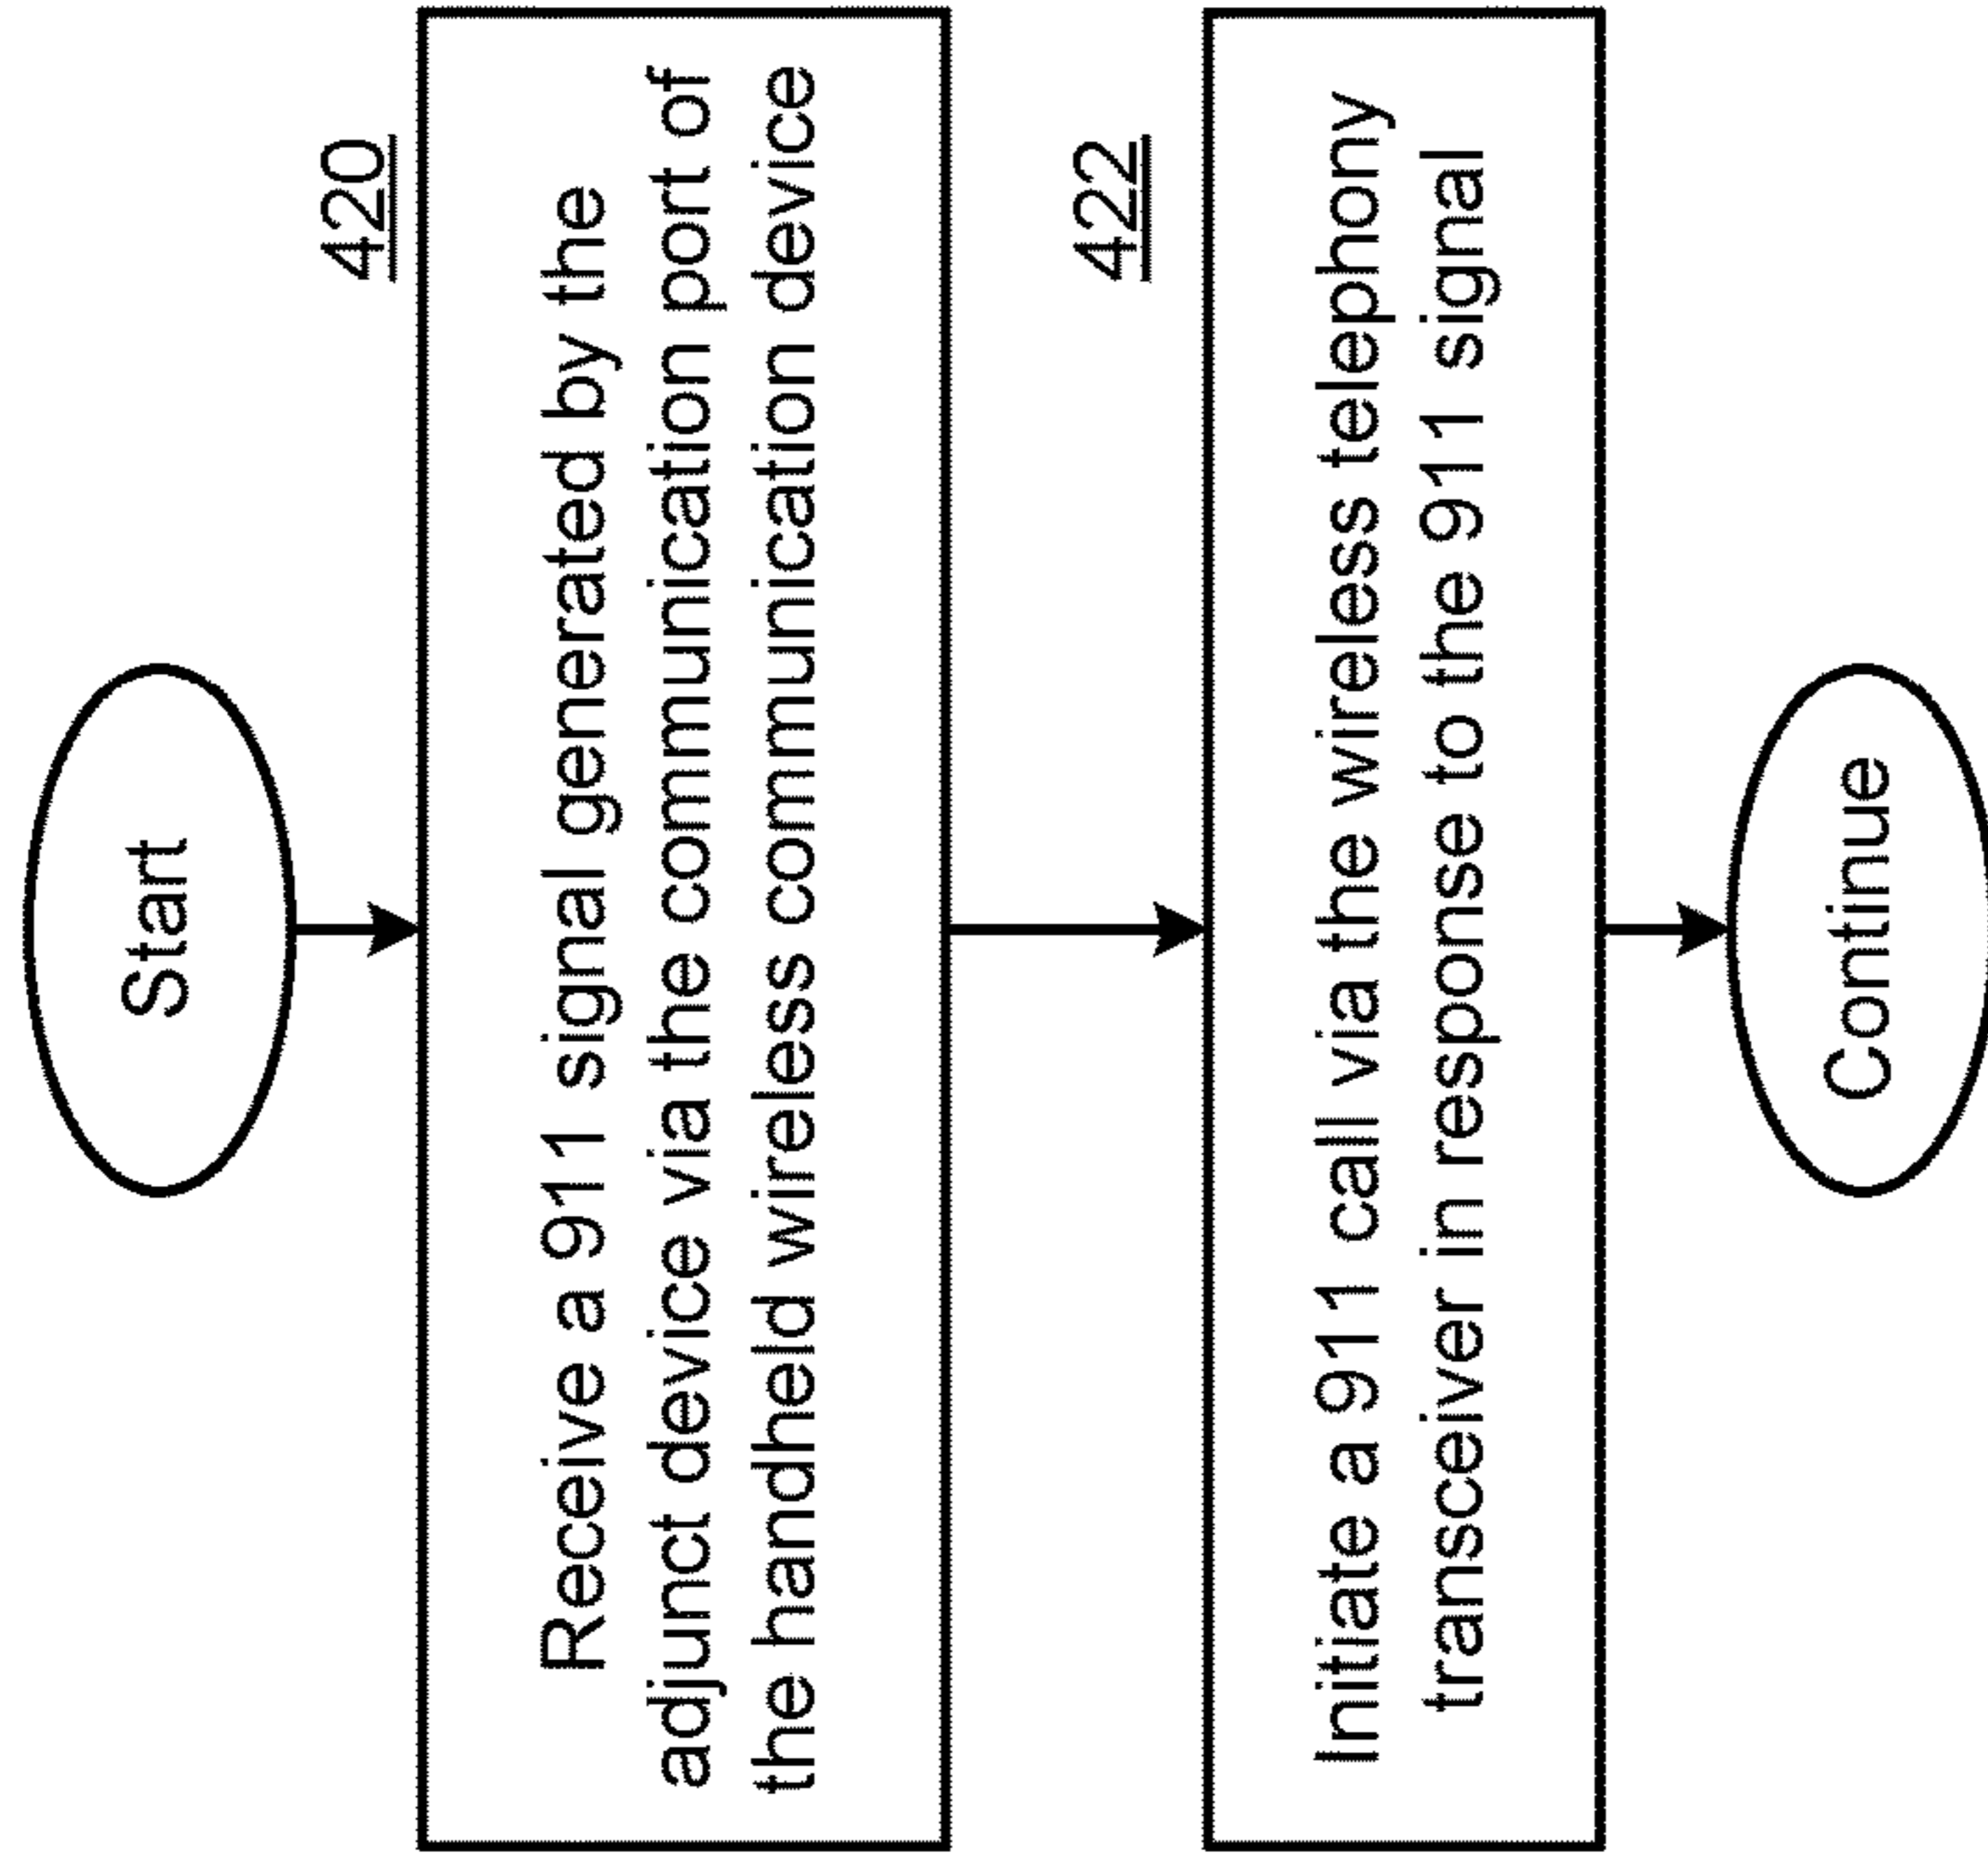 Start
420
Receive a 911 signal generated by the
adjunct device via the communication port of
the handheld wireless communication device
422
Initiate a 911 call via the wireless telephony
transceiver in response to the 911 signal
Continue